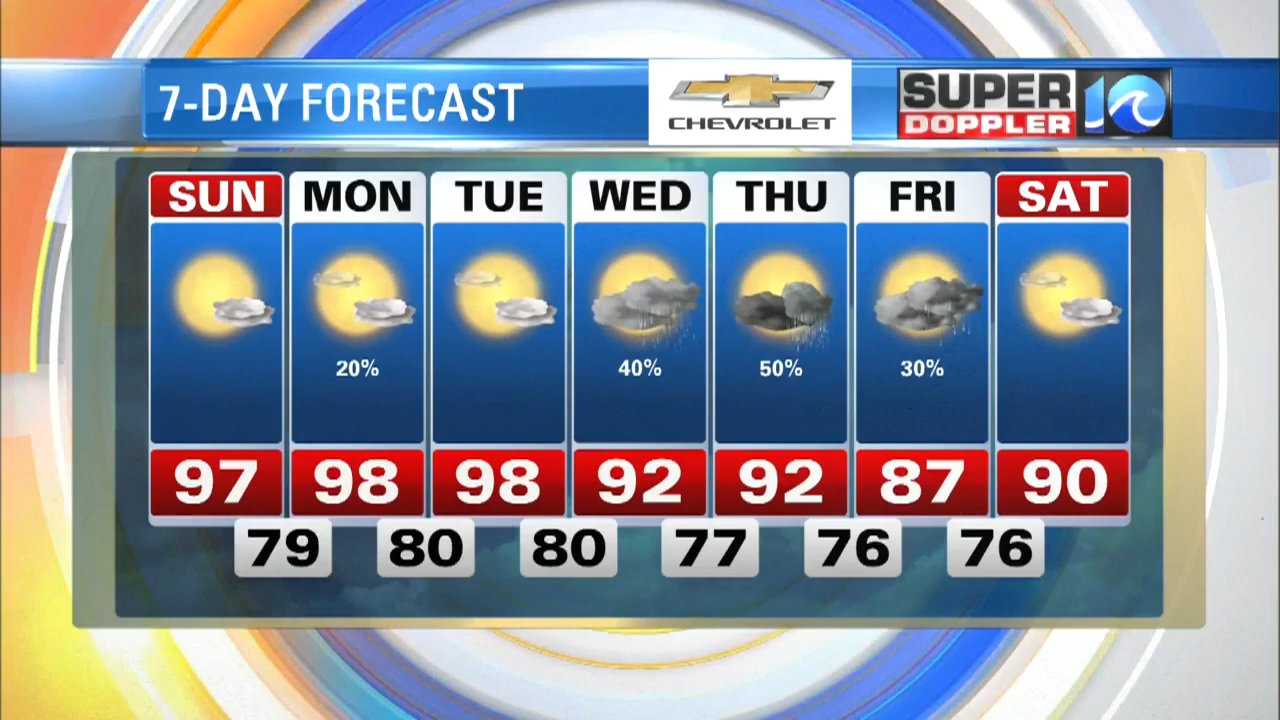 7-DAY FORECAST
CHEVROLET
SUPER
DOPPLER
10
SUN MON TUE WED THU FRI SAT
20% 40% 50% 30%
97 98 98 92 92 87 90
79 80 80 77 76 76